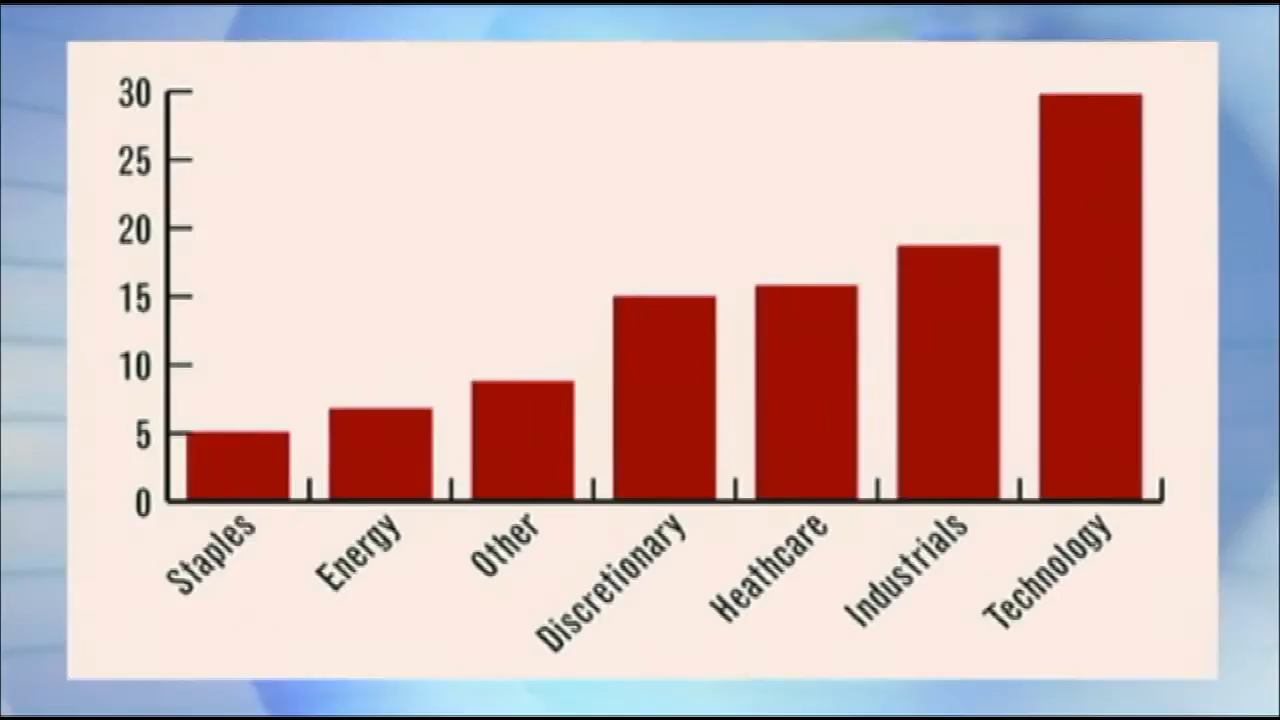 30
25
20
15
10
5
0
Staples
Energy
Other
Discretionary
Heathcare
Industrials
Technology